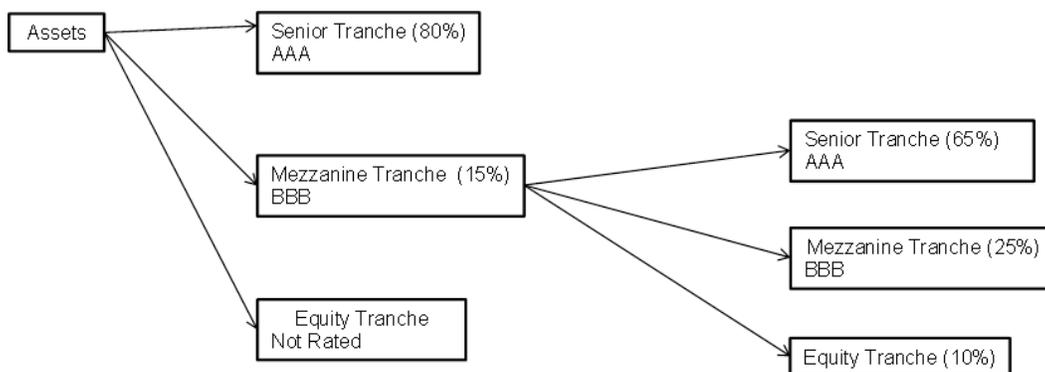 Assets
Senior Tranche (80%)
AAA
Mezzanine Tranche (15%)
BBB
Equity Tranche
Not Rated
Senior Tranche (65%)
AAA
Mezzanine Tranche (25%)
BBB
Equity Tranche (10%)